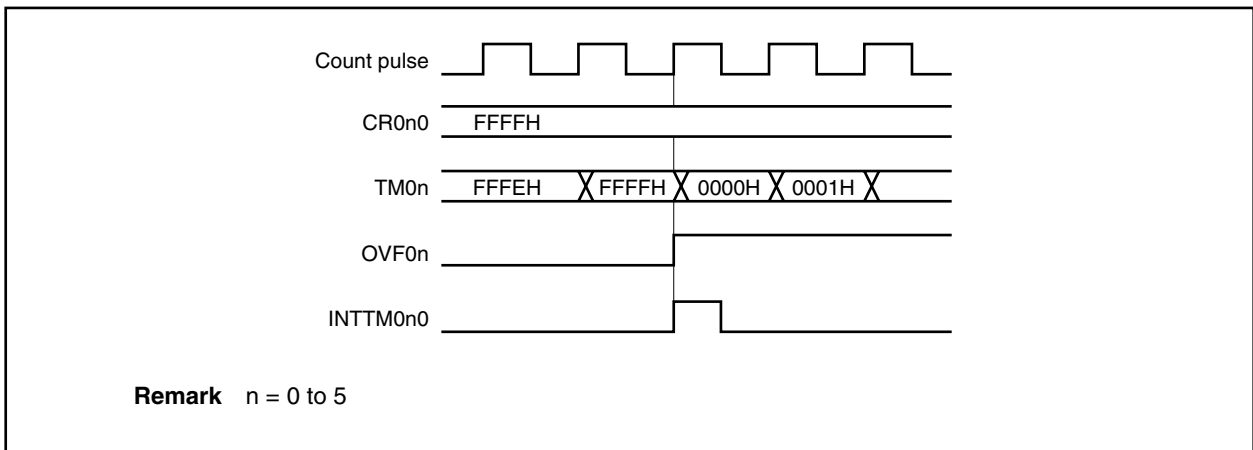 Count pulse
CR0n0 FFFFH
TM0n FFFEH FFFFH 0000H 0001H
OVF0n
INTTM0n0
Remark n = 0 to 5